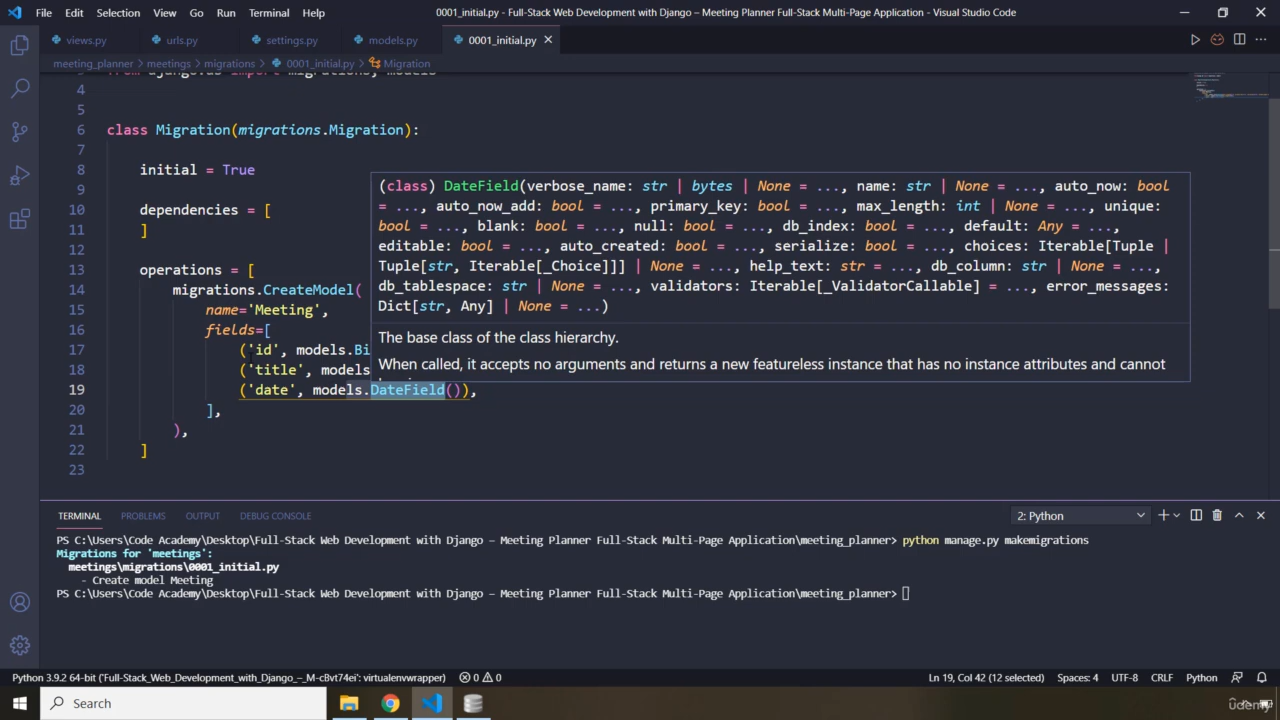 File Edit Selection View Go Run Terminal Help
0001_initial.py - Full-Stack Web Development with Django – Meeting Planner Full-Stack Multi-Page Application - Visual Studio Code
views.py urls.py settings.py models.py 0001_initial.py
meeting_planner > meetings > migrations > 0001_initial.py > Migration
from django.db import migrations, models
4
5
6 class Migration(migrations.Migration):
7
8 initial = True
9
10 dependencies = [
11 ]
12
13 operations = [
14 migrations.CreateModel(
15 name='Meeting',
16 fields=[
17 ('id', models.Bi
18 ('title', models
19 ('date', models.DateField()),
20 ],
21 ),
22 ]
23
(class) DateField(verbose_name: str | bytes | None = ..., name: str | None = ..., auto_now: bool
= ..., auto_now_add: bool = ..., primary_key: bool = ..., max_length: int | None = ..., unique:
bool = ..., blank: bool = ..., null: bool = ..., db_index: bool = ..., default: Any = ...,
editable: bool = ..., auto_created: bool = ..., serialize: bool = ..., choices: Iterable[Tuple |
Tuple[str, Iterable[_Choice]]] | None = ..., help_text: str = ..., db_column: str | None = ...,
db_tablespace: str | None = ..., validators: Iterable[_ValidatorCallable] = ..., error_messages:
Dict[str, Any] | None = ...)
The base class of the class hierarchy.
When called, it accepts no arguments and returns a new featureless instance that has no instance attributes and cannot
TERMINAL PROBLEMS OUTPUT DEBUG CONSOLE
2: Python
PS C:\Users\Code Academy\Desktop\Full-Stack Web Development with Django – Meeting Planner Full-Stack Multi-Page Application\meeting_planner> python manage.py makemigrations
Migrations for 'meetings':
meetings\migrations\0001_initial.py
- Create model Meeting
PS C:\Users\Code Academy\Desktop\Full-Stack Web Development with Django – Meeting Planner Full-Stack Multi-Page Application\meeting_planner>
Python 3.9.2 64-bit ('Full-Stack_Web_Development_with_Django_–_M-cBvt74ei': virtualenvwrapper) 0 0
Ln 19, Col 42 (12 selected) Spaces: 4 UTF-8 CRLF Python
Search
udemy